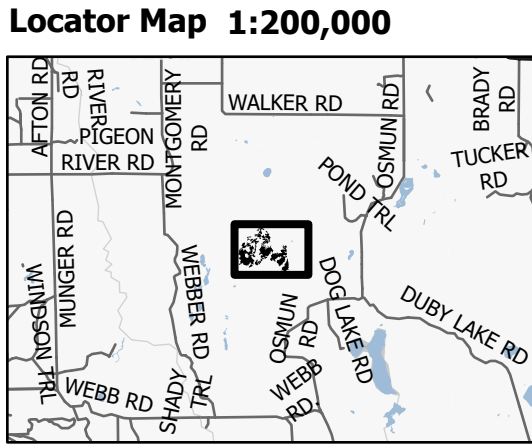 Locator Map 1:200,000
AFTON RD
RIVER
RD
MONTGOMERY
RD
WALKER RD
OSMUN RD
BRADY
RD
PIGEON
RIVER RD
TUCKER
RD
POND TRL
MUNGER RD
WINDSON TRL
WEBBER RD
OSMUN
RD
DOG LAKE RD
DUBY LAKE RD
WEBB RD
SHADY
TRL
WEBB
RD.